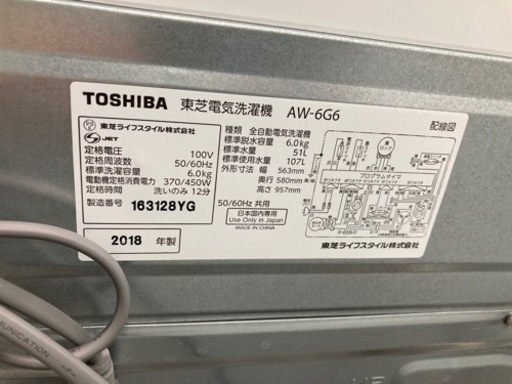 TOSHIBA 東芝電気洗濯機 AW-6G6
配線図
東芝ライフスタイル株式会社
JET
定格電圧 100V
定格周波数 50/60Hz
定格洗濯容量 6.0kg
電動機定格消費電力 370/450W
定格時間 洗いのみ 12分
製造番号 163128YG
2018 年製
種類 全自動電気洗濯機
標準脱水容量 6.0kg
標準水量 51L
標準使用水量 107L
外形寸法 幅 563mm
奥行 580mm
高さ 957mm
50/60Hz 共用
日本国内専用
Use Only in Japan
MADE IN CHINA
プログラムタイマ
東芝ライフスタイル株式会社